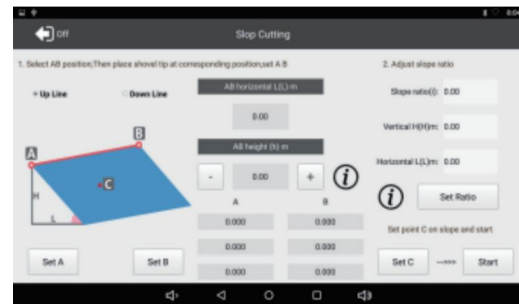 8:04
Off
Slop Cutting
1. Select AB position;Then place shovel tip at corresponding position,set A B
Up Line
Down Line
A
B
C
H
L
Set A
Set B
AB horizontal L(L) m
0.00
AB height (h) m
-
0.00
+
i
A
B
0.000
0.000
0.000
0.000
0.000
0.000
2. Adjust slope ratio
Slope ratio(i): 0.00
Vertical H(H)m: 0.00
Horizontal L(L)m: 0.00
i
Set Ratio
Set point C on slope and start
Set C
-->>>
Start